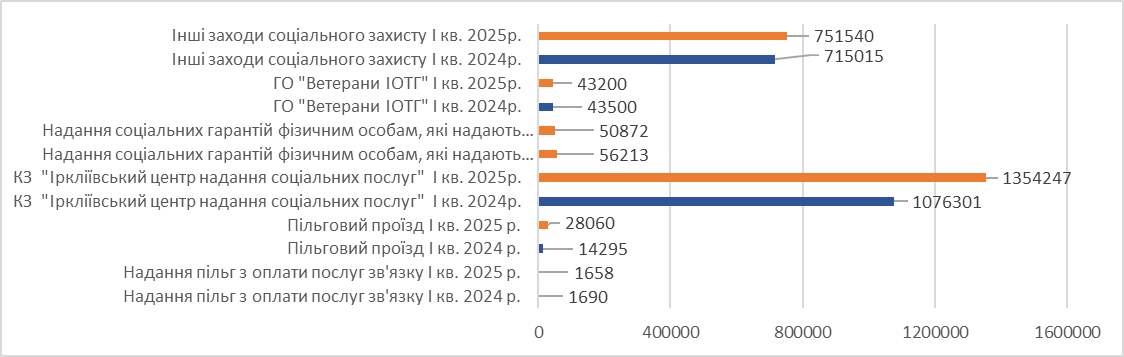 Інші заходи соціального захисту І кв. 2025р. 751540
Інші заходи соціального захисту І кв. 2024р. 715015
ГО "Ветерани ІОТГ" І кв. 2025р. 43200
ГО "Ветерани ІОТГ" І кв. 2024р. 43500
Надання соціальних гарантій фізичним особам, які надають… 50872
Надання соціальних гарантій фізичним особам, які надають… 56213
КЗ "Іркліївський центр надання соціальних послуг" І кв. 2025р. 1354247
КЗ "Іркліївський центр надання соціальних послуг" І кв. 2024р. 1076301
Пільговий проїзд І кв. 2025 р. 28060
Пільговий проїзд І кв. 2024 р. 14295
Надання пільг з оплати послуг зв'язку І кв. 2025 р. 1658
Надання пільг з оплати послуг зв'язку І кв. 2024 р. 1690
0 400000 800000 1200000 1600000